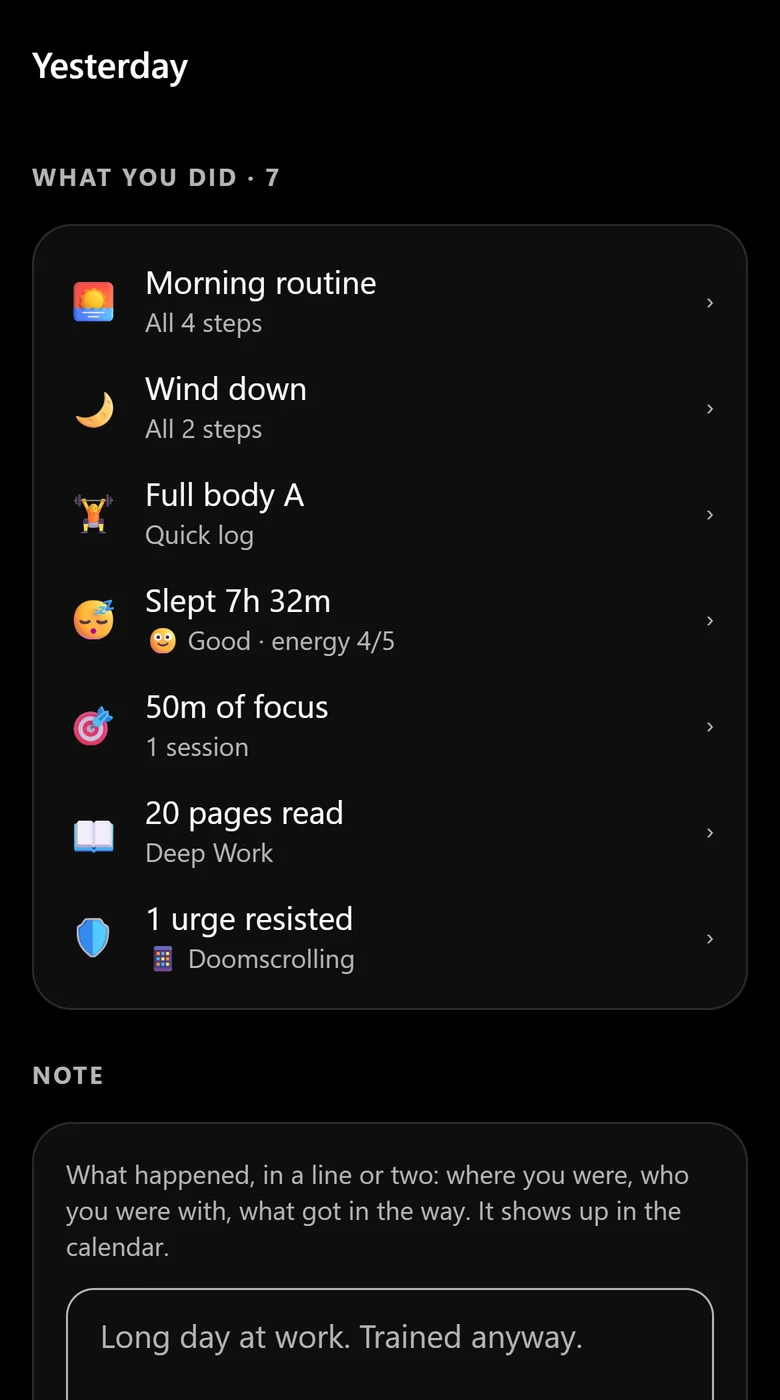 Yesterday
WHAT YOU DID · 7
Morning routine
All 4 steps
Wind down
All 2 steps
Full body A
Quick log
Slept 7h 32m
Good · energy 4/5
50m of focus
1 session
20 pages read
Deep Work
1 urge resisted
Doomscrolling
NOTE
What happened, in a line or two: where you were, who
you were with, what got in the way. It shows up in the
calendar.
Long day at work. Trained anyway.